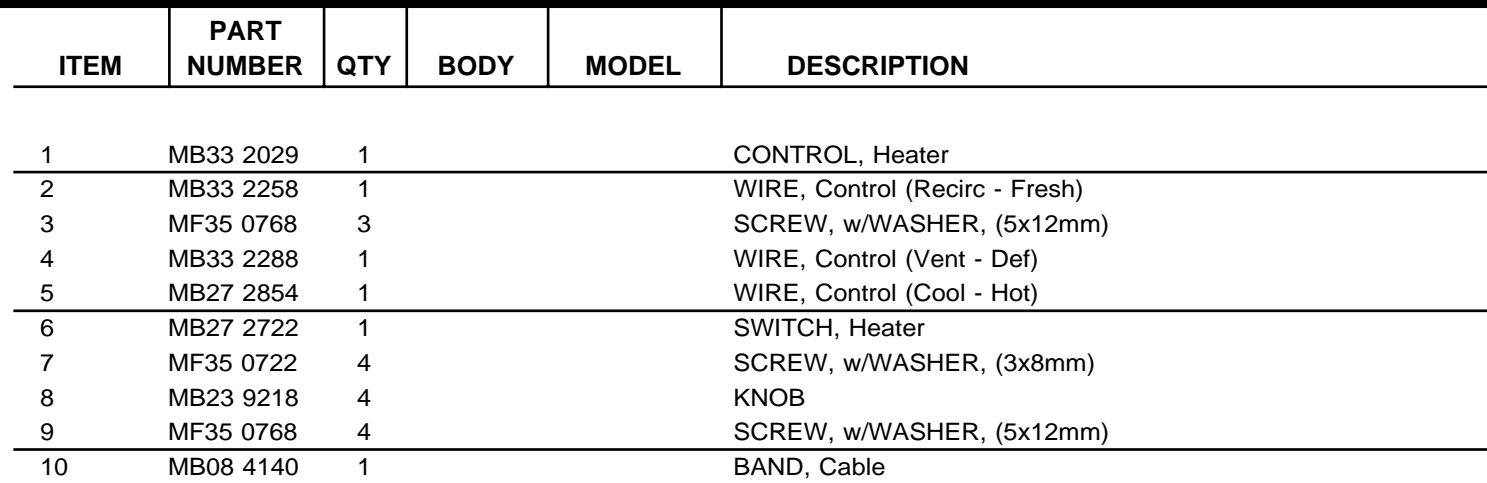 PART
ITEM NUMBER QTY BODY MODEL DESCRIPTION
1 MB33 2029 1 CONTROL, Heater
2 MB33 2258 1 WIRE, Control (Recirc - Fresh)
3 MF35 0768 3 SCREW, w/WASHER, (5x12mm)
4 MB33 2288 1 WIRE, Control (Vent - Def)
5 MB27 2854 1 WIRE, Control (Cool - Hot)
6 MB27 2722 1 SWITCH, Heater
7 MF35 0722 4 SCREW, w/WASHER, (3x8mm)
8 MB23 9218 4 KNOB
9 MF35 0768 4 SCREW, w/WASHER, (5x12mm)
10 MB08 4140 1 BAND, Cable